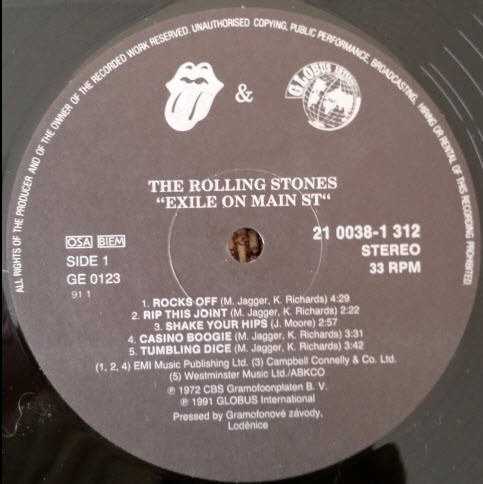 ALL RIGHTS OF THE PRODUCER AND OF THE OWNER OF THE RECORDED WORK RESERVED. UNAUTHORISED COPYING, PUBLIC PERFORMANCE, BROADCASTING, HIRING OR RENTAL OF THIS RECORDING PROHIBITED
&
GLOBUS INTERNATIONAL
THE ROLLING STONES
"EXILE ON MAIN ST“
21 0038-1 312
STEREO
33 RPM
OSA BIEM
SIDE 1
GE 0123
91 1
1. ROCKS OFF (M. Jagger, K. Richards) 4:29
2. RIP THIS JOINT (M. Jagger, K. Richards) 2:22
3. SHAKE YOUR HIPS (J. Moore) 2:57
4. CASINO BOOGIE (M. Jagger, K. Richards) 3:31
5. TUMBLING DICE (M. Jagger, K. Richards) 3:42
(1, 2, 4) EMI Music Publishing Ltd. (3) Campbell Connelly & Co. Ltd.
(5) Westminster Music Ltd./ABKCO
℗ 1972 CBS Gramofoonplaten B. V.
℗ 1991 GLOBUS International
Pressed by Gramofonové závody,
Loděnice